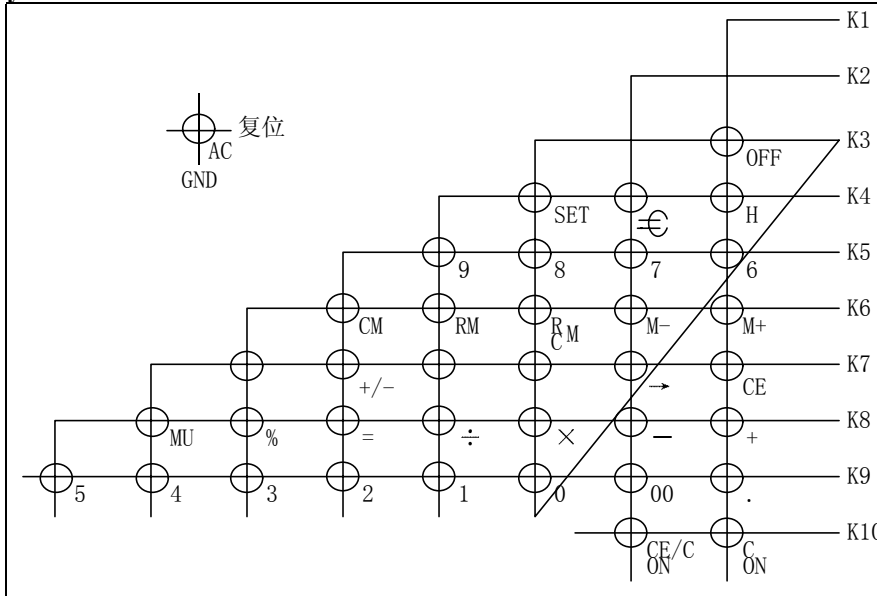 K1
K2
复位
AC
GND
OFF
K3
SET
H
K4
9 8 7 6
K5
CM RM R M M- M+
C
K6
+/- → CE
K7
MU % = ÷ × − +
K8
5 4 3 2 1 0 00 .
K9
CE/C C
ON ON
K10